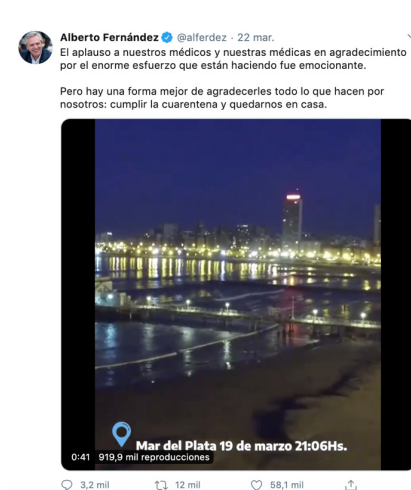 Alberto Fernández @alferdez · 22 mar.
El aplauso a nuestros médicos y nuestras médicas en agradecimiento
por el enorme esfuerzo que están haciendo fue emocionante.
Pero hay una forma mejor de agradecerles todo lo que hacen por
nosotros: cumplir la cuarentena y quedarnos en casa.
Mar del Plata 19 de marzo 21:06Hs.
0:41 919,9 mil reproducciones
3,2 mil 12 mil 58,1 mil